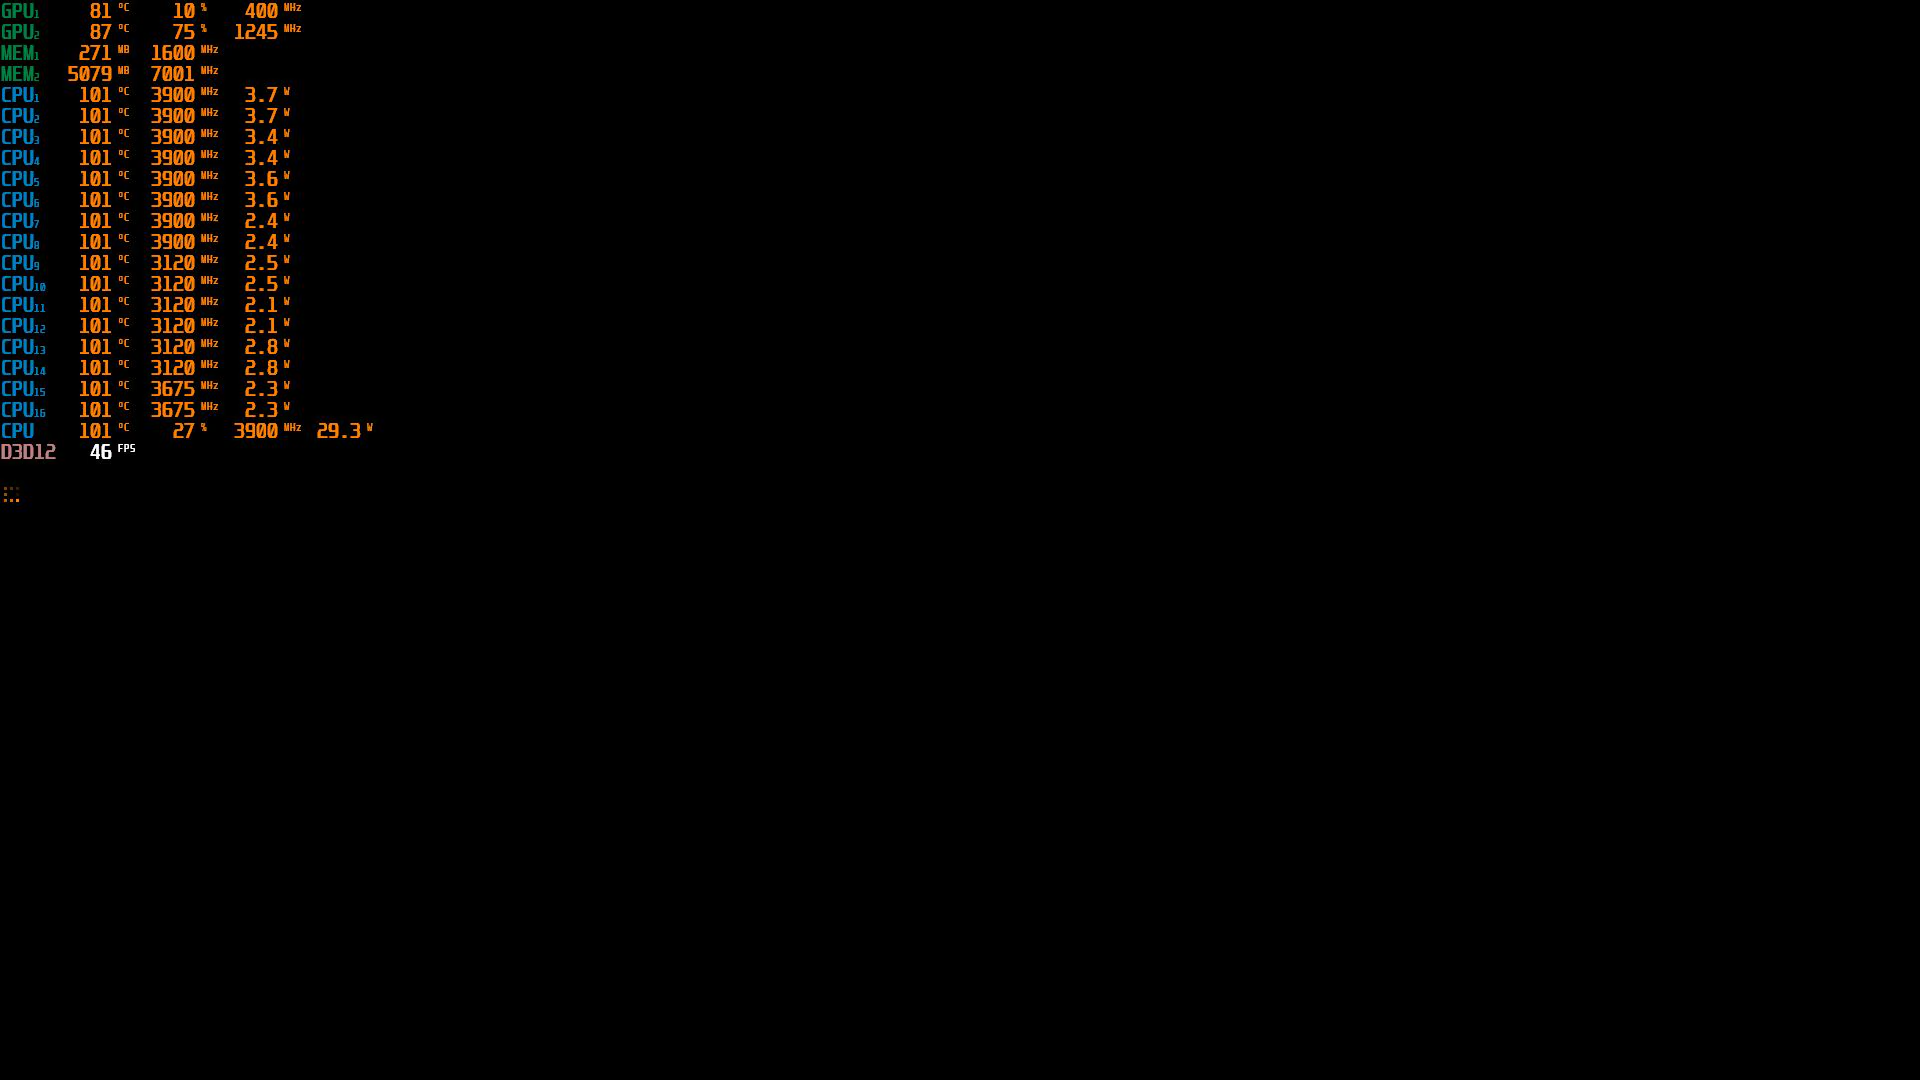 GPU1 81 °C 10 % 400 MHz
GPU2 87 °C 75 % 1245 MHz
MEM1 271 MB 1600 MHz
MEM2 5079 MB 7001 MHz
CPU1 101 °C 3900 MHz 3.7 W
CPU2 101 °C 3900 MHz 3.7 W
CPU3 101 °C 3900 MHz 3.4 W
CPU4 101 °C 3900 MHz 3.4 W
CPU5 101 °C 3900 MHz 3.6 W
CPU6 101 °C 3900 MHz 3.6 W
CPU7 101 °C 3900 MHz 2.4 W
CPU8 101 °C 3900 MHz 2.4 W
CPU9 101 °C 3120 MHz 2.5 W
CPU10 101 °C 3120 MHz 2.5 W
CPU11 101 °C 3120 MHz 2.1 W
CPU12 101 °C 3120 MHz 2.1 W
CPU13 101 °C 3120 MHz 2.8 W
CPU14 101 °C 3120 MHz 2.8 W
CPU15 101 °C 3675 MHz 2.3 W
CPU16 101 °C 3675 MHz 2.3 W
CPU 101 °C 27 % 3900 MHz 29.3 W
D3D12 46 FPS